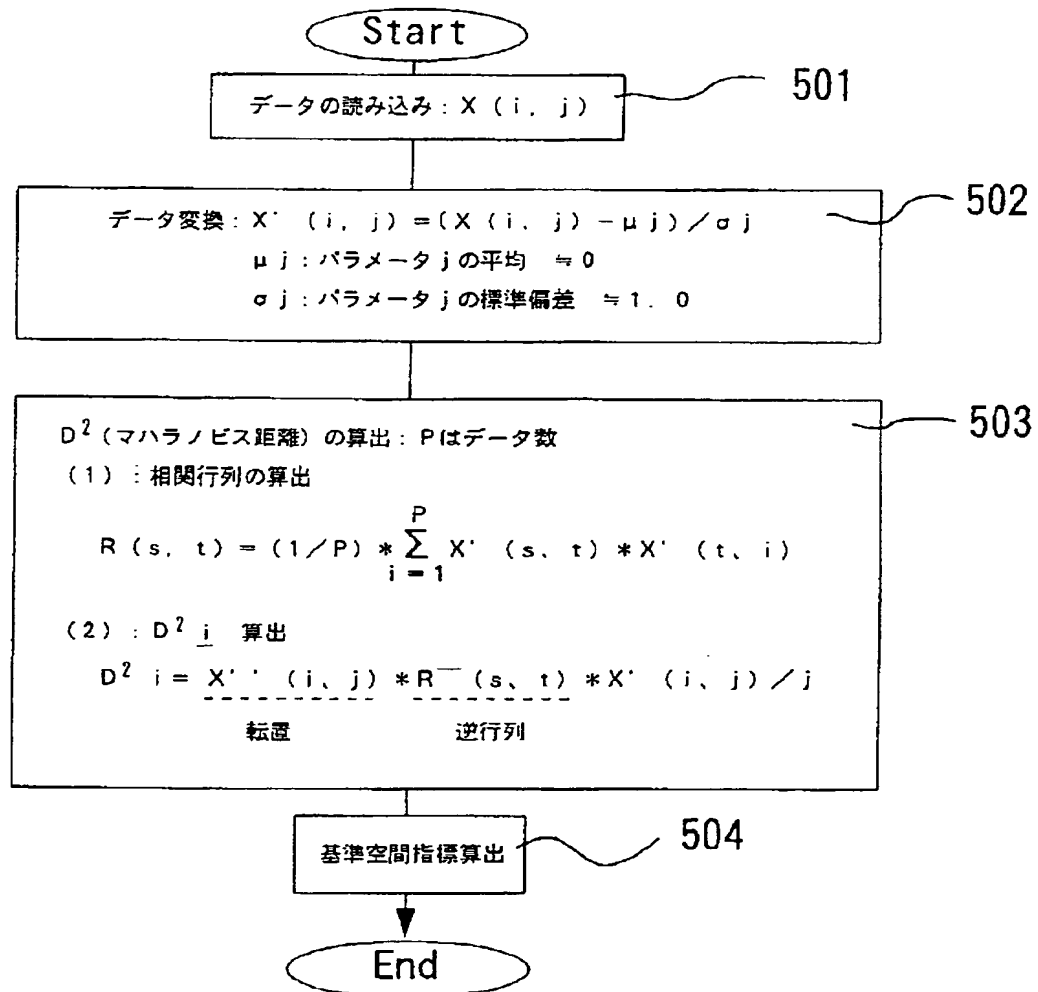 Start
データの読み込み：X（i，j）
501
データ変換：X'（i，j）＝(X（i、j）－μj）／σj
μj：パラメータjの平均　≒0
σj：パラメータjの標準偏差　≒1．0
502
D²（マハラノビス距離）の算出：Pはデータ数
503
（1）：相関行列の算出
P
R（s，t）＝（1／P）＊∑ X'（s、t）＊X'（t、i）
i＝1
（2）：D² i　算出
D² i＝X''（i、j）＊R⁻（s、t）＊X'（i、j）／j
転置　逆行列
基準空間指標算出
504
End